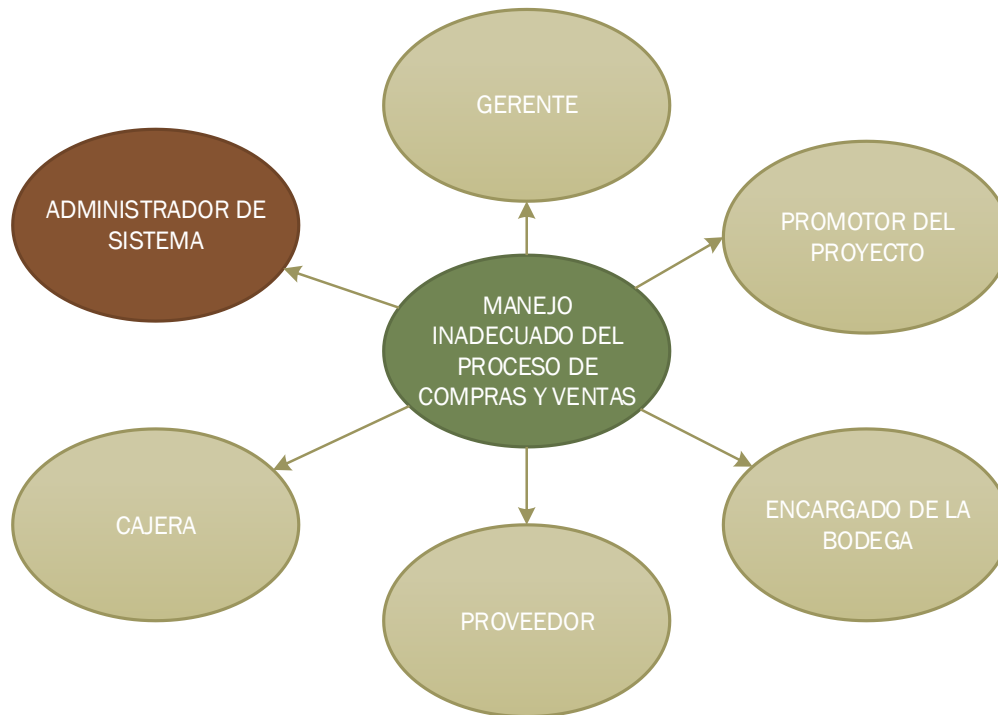 GERENTE
ADMINISTRADOR DE
SISTEMA
PROMOTOR DEL
PROYECTO
MANEJO
INADECUADO DEL
PROCESO DE
COMPRAS Y VENTAS
CAJERA
ENCARGADO DE LA
BODEGA
PROVEEDOR